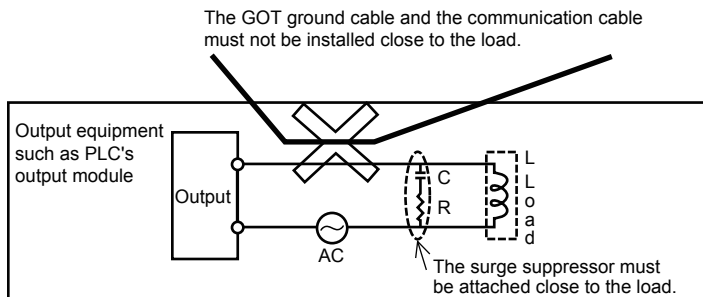 The GOT ground cable and the communication cable
must not be installed close to the load.
Output equipment
such as PLC's
output module
Output
C
R
L
Load
AC
The surge suppressor must
be attached close to the load.